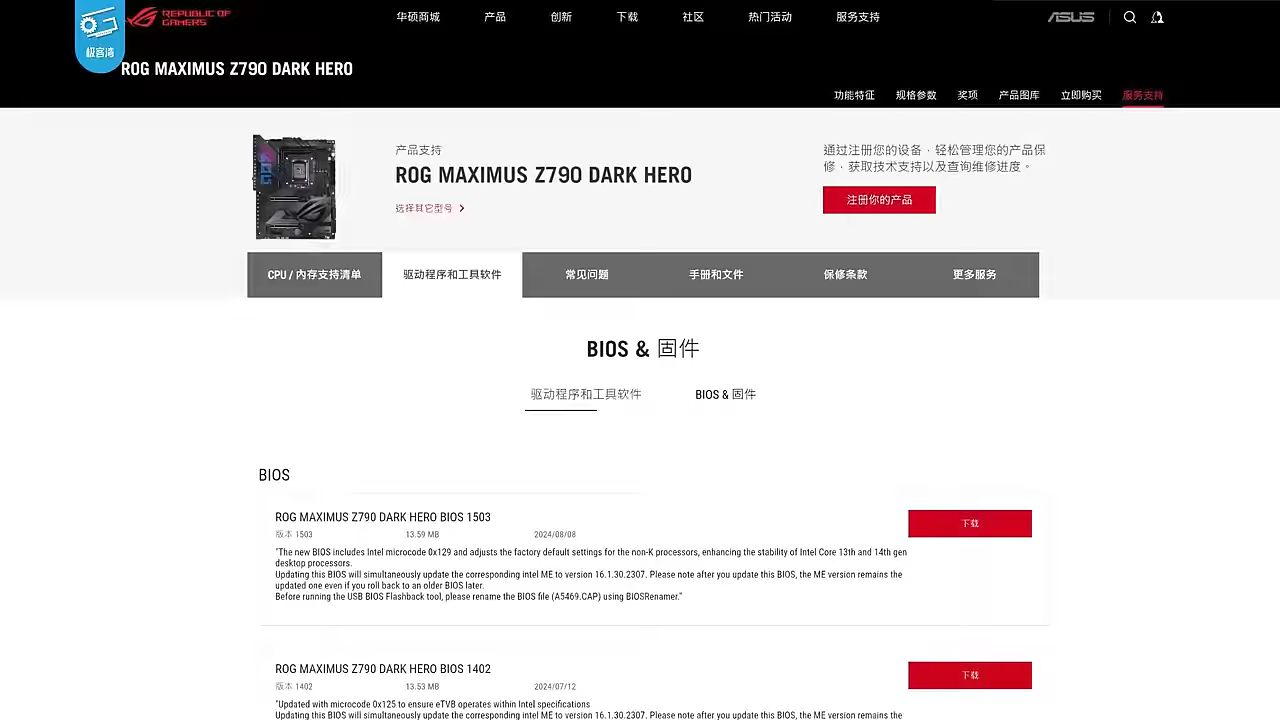 极客湾
REPUBLIC OF
GAMERS
华硕商城 产品 创新 下载 社区 热门活动 服务支持
ASUS
ROG MAXIMUS Z790 DARK HERO
功能特征 规格参数 奖项 产品图库 立即购买 服务支持
产品支持
ROG MAXIMUS Z790 DARK HERO
选择其它型号
通过注册您的设备，轻松管理您的产品保
修，获取技术支持以及查询维修进度。
注册你的产品
CPU / 内存支持清单 驱动程序和工具软件 常见问题 手册和文件 保修条款 更多服务
BIOS & 固件
驱动程序和工具软件 BIOS & 固件
BIOS
ROG MAXIMUS Z790 DARK HERO BIOS 1503
下载
版本 1503 13.59 MB 2024/08/08
"The new BIOS includes Intel microcode 0x129 and adjusts the factory default settings for the non-K processors, enhancing the stability of Intel Core 13th and 14th gen
desktop processors.
Updating this BIOS will simultaneously update the corresponding intel ME to version 16.1.30.2307. Please note after you update this BIOS, the ME version remains the
updated one even if you roll back to an older BIOS later.
Before running the USB BIOS Flashback tool, please rename the BIOS file (A5469.CAP) using BIOSRenamer."
ROG MAXIMUS Z790 DARK HERO BIOS 1402
下载
版本 1402 13.53 MB 2024/07/12
"Updated with microcode 0x125 to ensure eTVB operates within Intel specifications
Updating this BIOS will simultaneously update the corresponding intel ME to version 16.1.30.2307. Please note after you update this BIOS, the ME version remains the